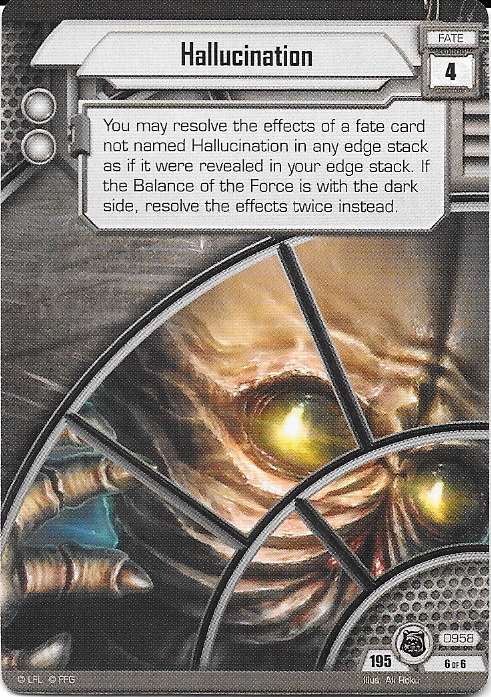 Hallucination
FATE
4
You may resolve the effects of a fate card
not named Hallucination in any edge stack
as if it were revealed in your edge stack. If
the Balance of the Force is with the dark
side, resolve the effects twice instead.
0958
195
6 OF 6
© LFL © FFG
Illus.